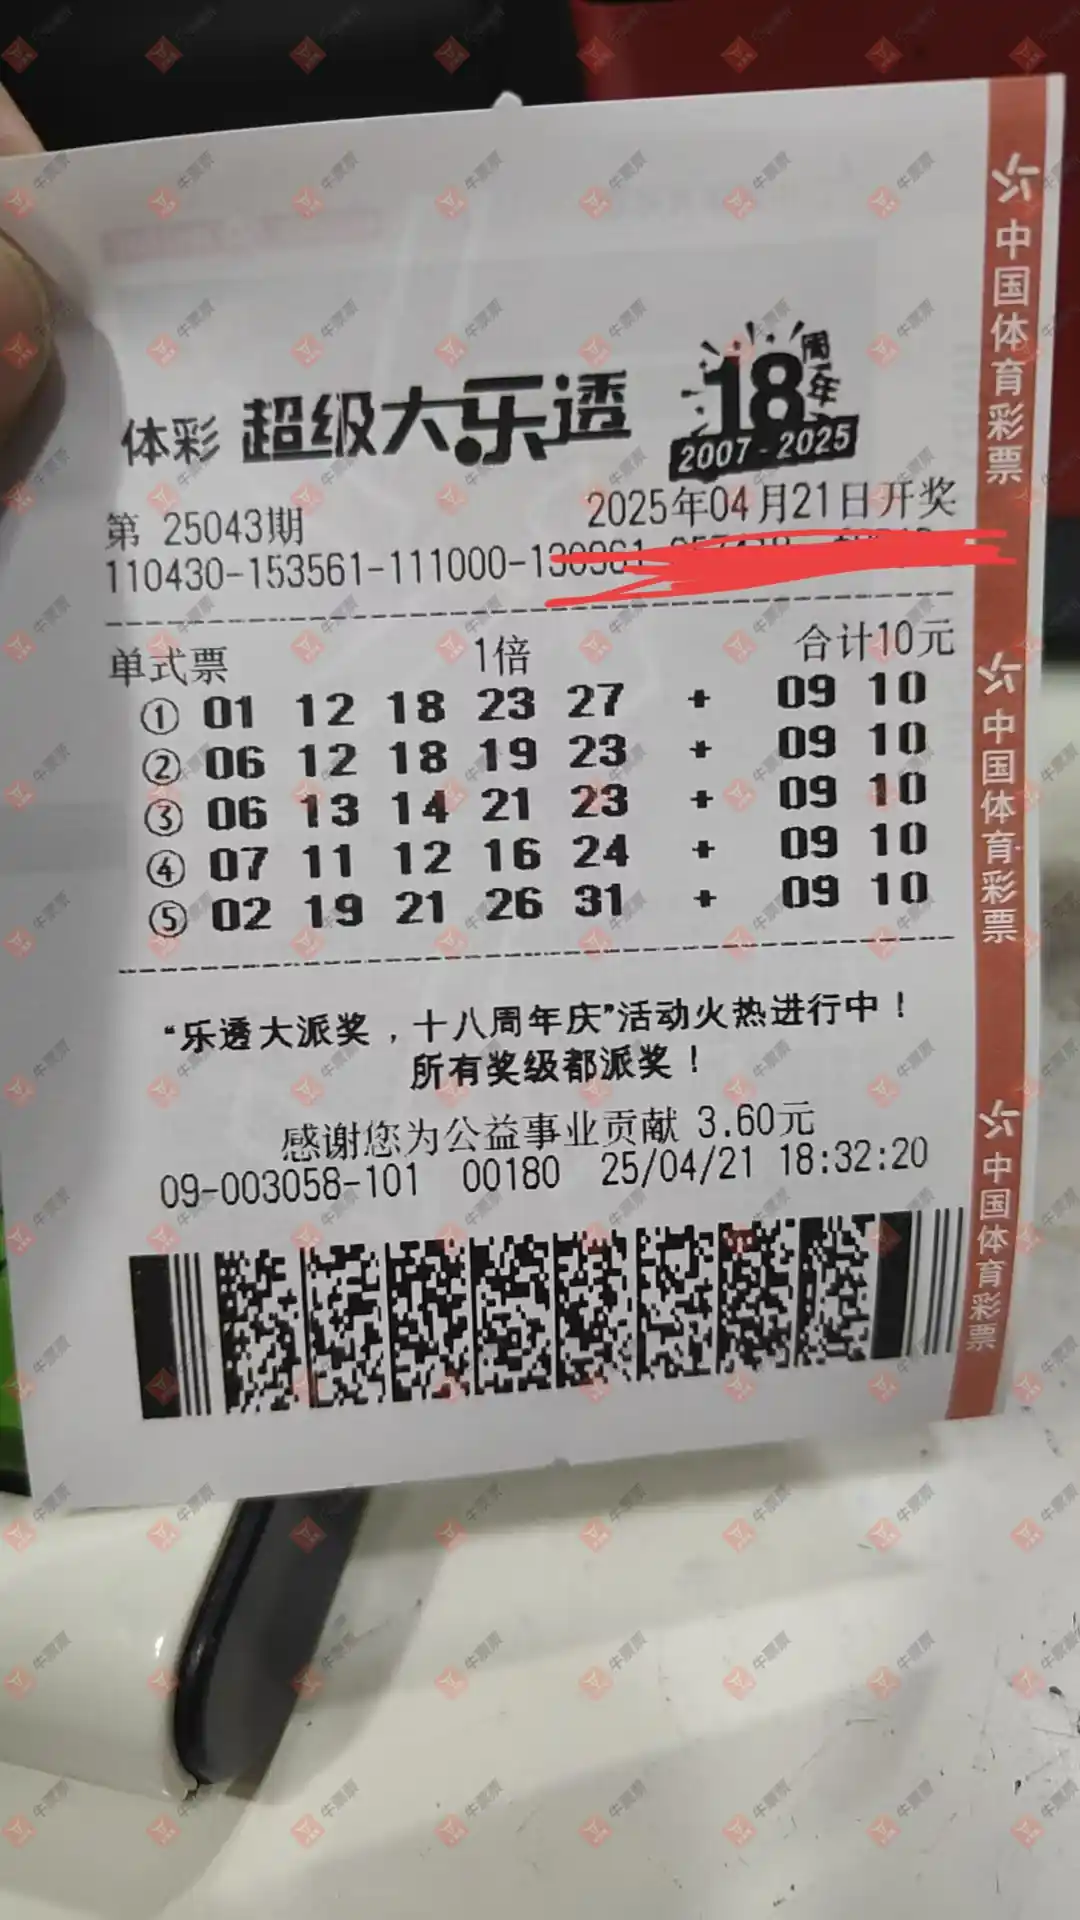 体彩 超级大乐透 18周年
2007-2025
第 25043期 2025年04月21日开奖
110430-153561-111000-130961
单式票 1倍 合计10元
① 01 12 18 23 27 + 09 10
② 06 12 18 19 23 + 09 10
③ 06 13 14 21 23 + 09 10
④ 07 11 12 16 24 + 09 10
⑤ 02 19 21 26 31 + 09 10
“乐透大派奖，十八周年庆”活动火热进行中！
所有奖级都派奖！
感谢您为公益事业贡献 3.60元
09-003058-101 00180 25/04/21 18:32:20
中国体育彩票
中国体育彩票
中国体育彩票
牛票票